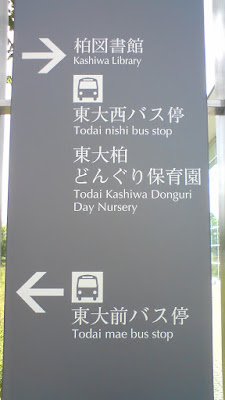 柏図書館
Kashiwa Library
東大西バス停
Todai nishi bus stop
東大柏
どんぐり保育園
Todai Kashiwa Donguri
Day Nursery
東大前バス停
Todai mae bus stop